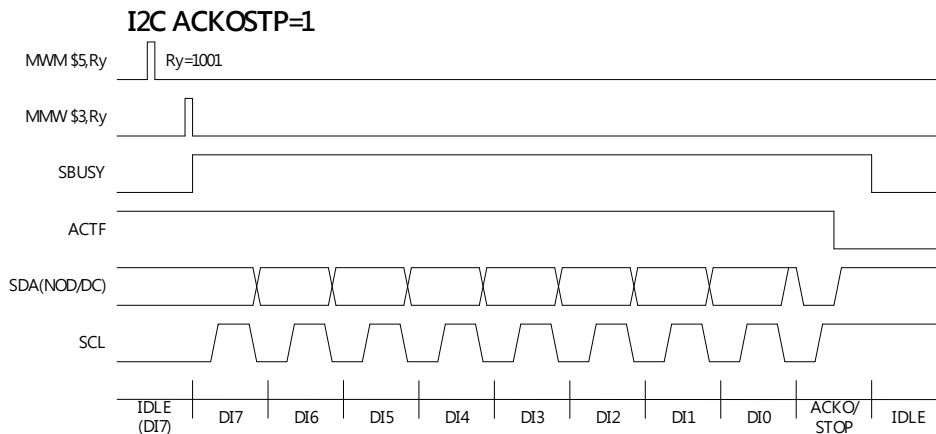 I2C ACKOSTP=1
MWM $5,Ry
Ry=1001
MMW $3,Ry
SBUSY
ACTF
SDA(NOD/DC)
SCL
IDLE
(DI7)
DI7
DI6
DI5
DI4
DI3
DI2
DI1
DI0
ACKO/
STOP
IDLE